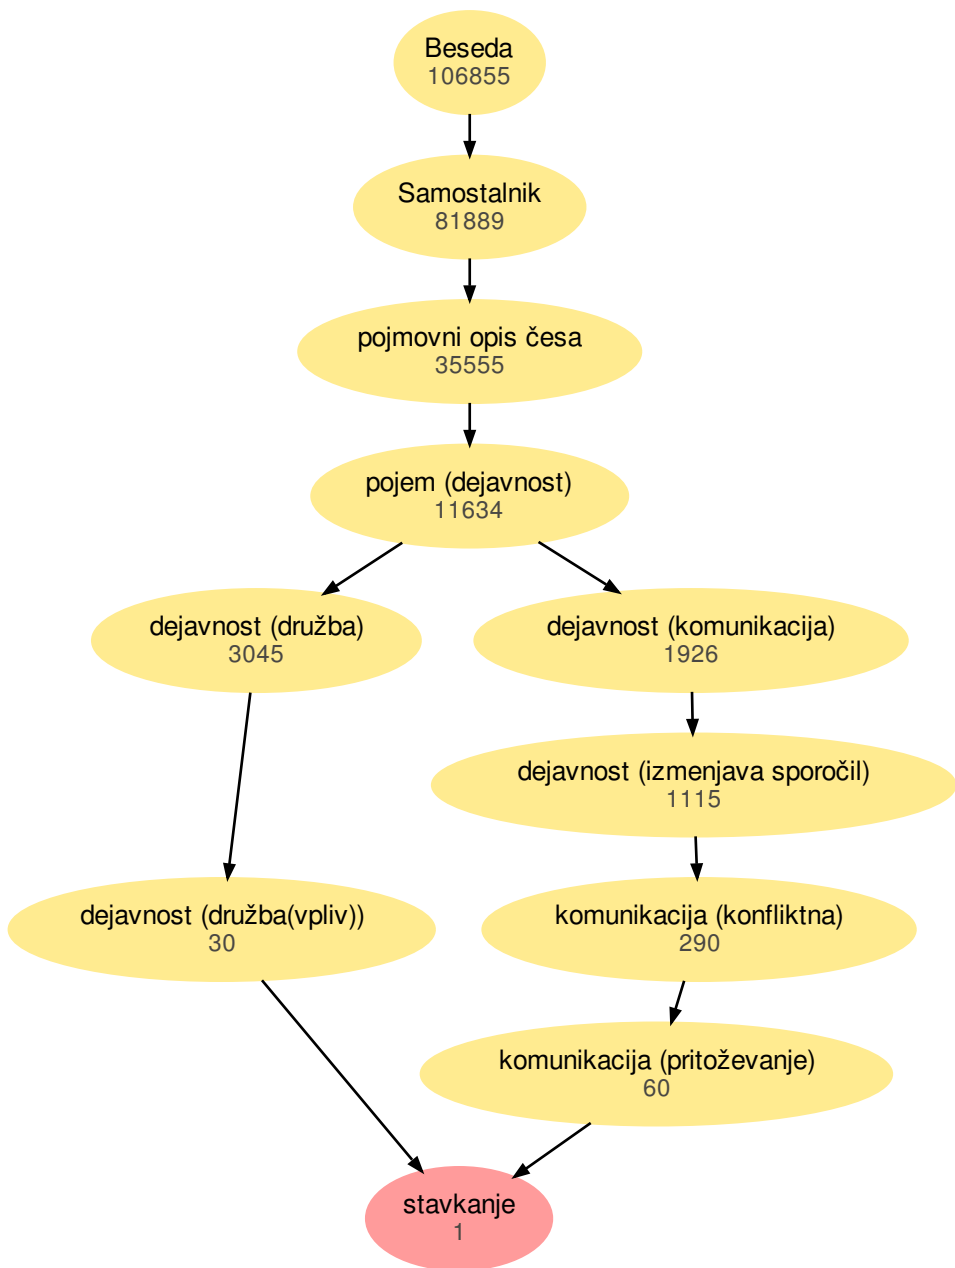 Beseda
106855
Samostalnik
81889
pojmovni opis česa
35555
pojem (dejavnost)
11634
dejavnost (družba)
3045
dejavnost (komunikacija)
1926
dejavnost (izmenjava sporočil)
1115
dejavnost (družba(vpliv))
30
komunikacija (konfliktna)
290
komunikacija (pritoževanje)
60
stavkanje
1